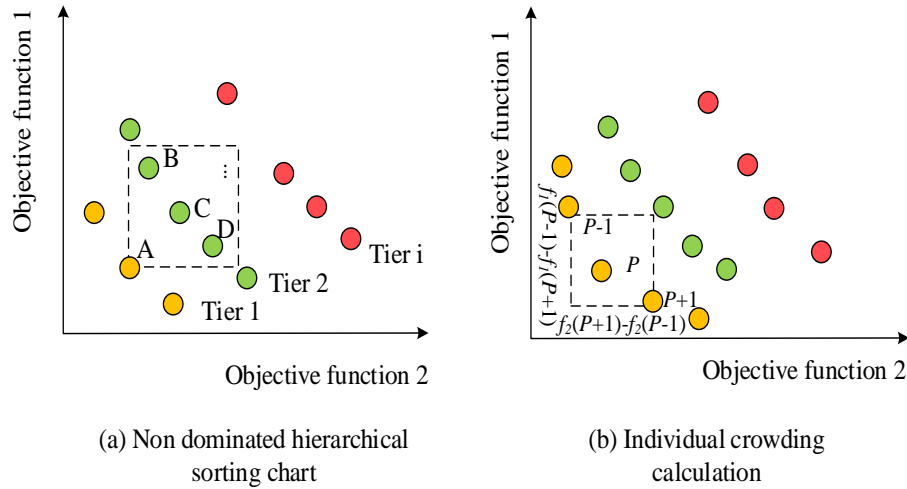 Objective function 1
B
...
C
D
A
Tier i
Tier 2
Tier 1
Objective function 2
(a) Non dominated hierarchical
sorting chart
Objective function 1
f₁(P-1)-f₁(P+1)
P-1
P
P+1
f₂(P+1)-f₂(P-1)
Objective function 2
(b) Individual crowding
calculation